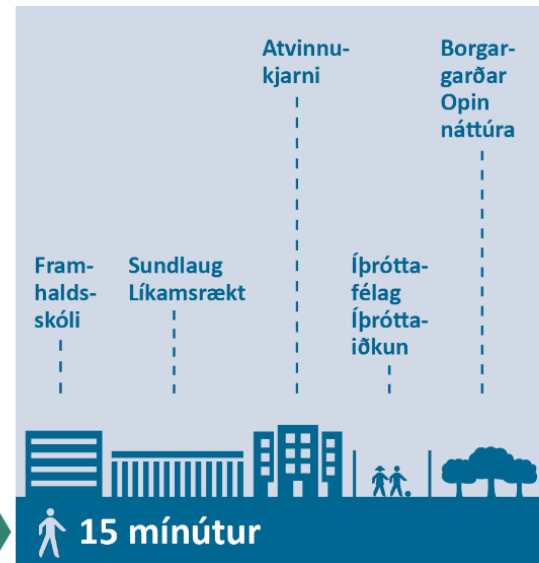 Atvinnu-
kjarni
Borgar-
garðar
Opin
náttúra
Fram-
halds-
skóli
Sundlaug
Líkamsrækt
Íþrótta-
félag
Íþrótta-
iðkun
15 mínútur